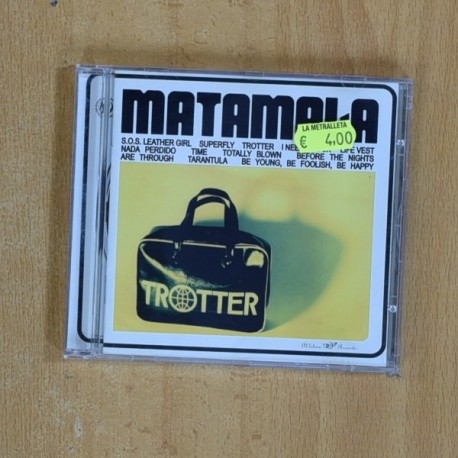 MATAMALA
LA METRALLETA
€ 4,00
S.O.S. LEATHER GIRL SUPERFLY TROTTER I NEE LIFE VEST
NADA PERDIDO TIME TOTALLY BLOWN BEFORE THE NIGHTS
ARE THROUGH TARANTULA BE YOUNG, BE FOOLISH, BE HAPPY
TROTTER